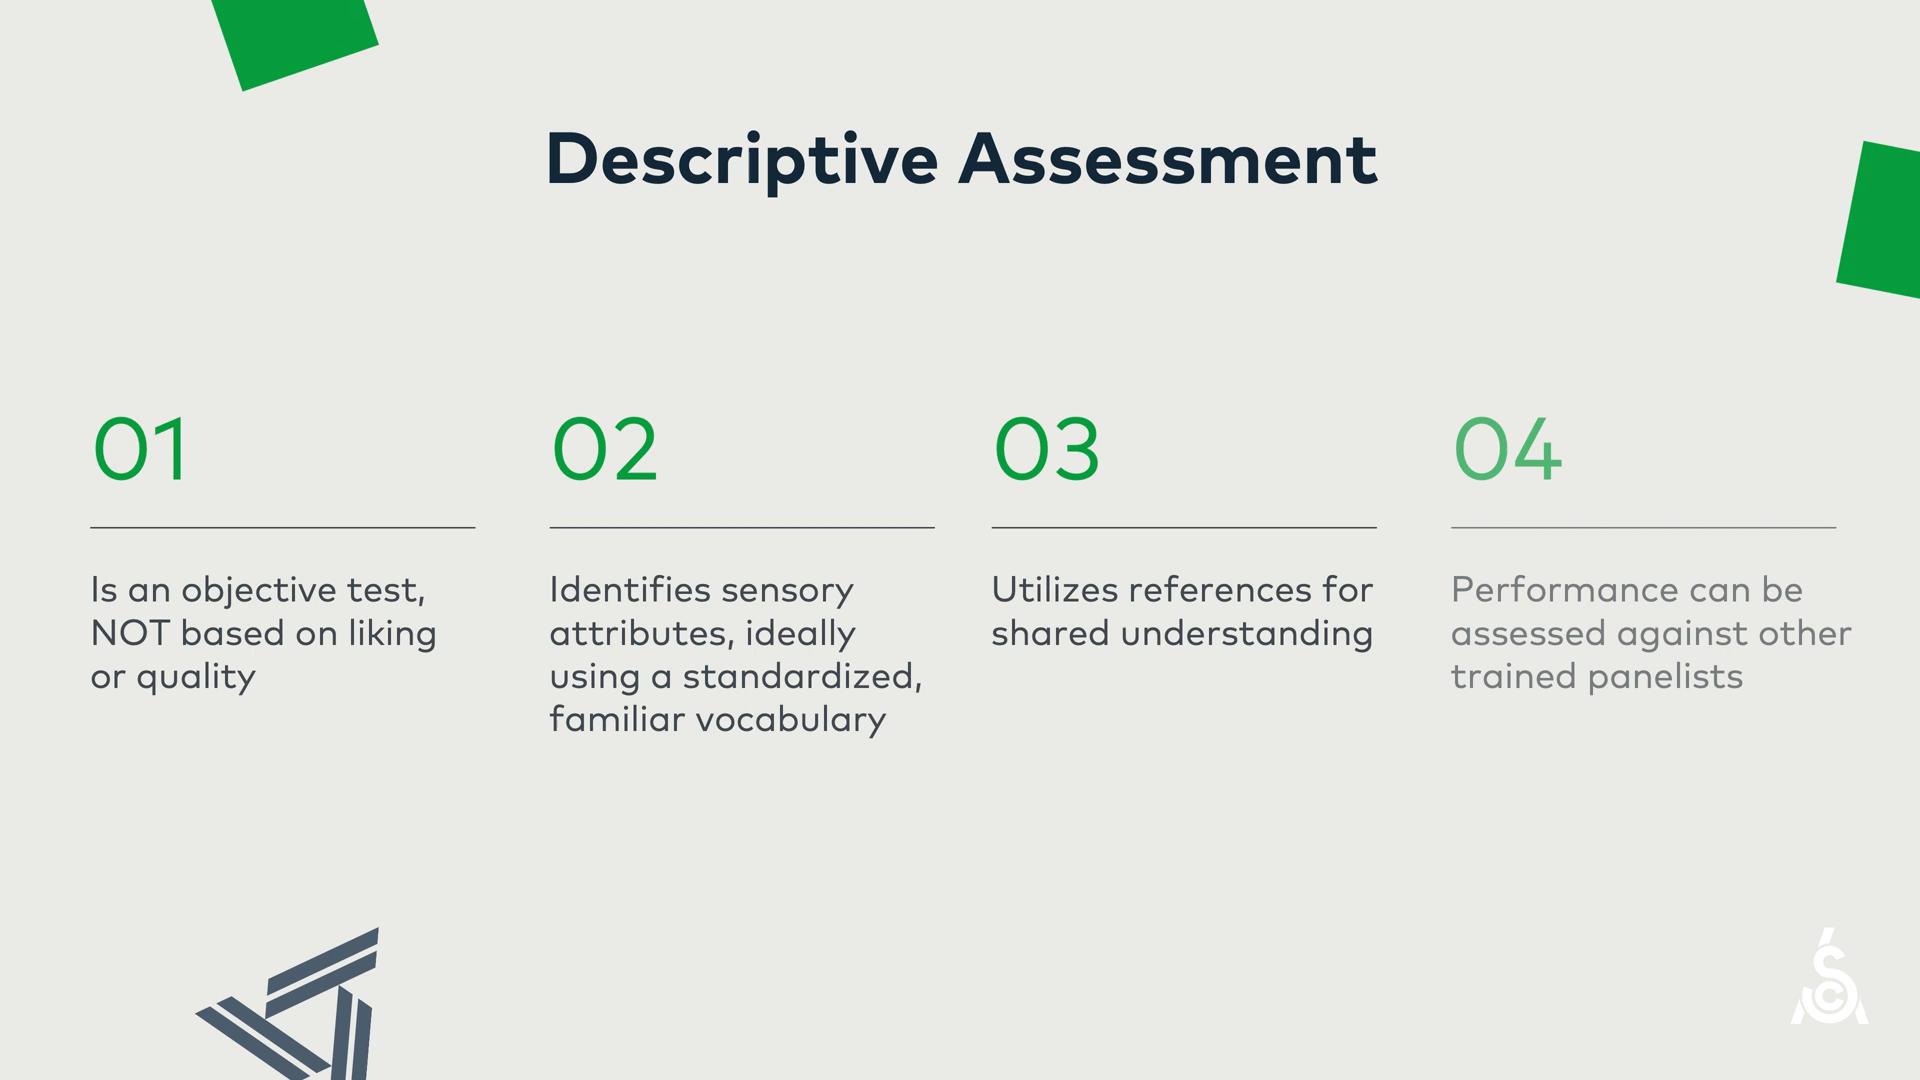 Descriptive Assessment
01
Is an objective test,
NOT based on liking
or quality
02
Identifies sensory
attributes, ideally
using a standardized,
familiar vocabulary
03
Utilizes references for
shared understanding
04
Performance can be
assessed against other
trained panelists
SCA